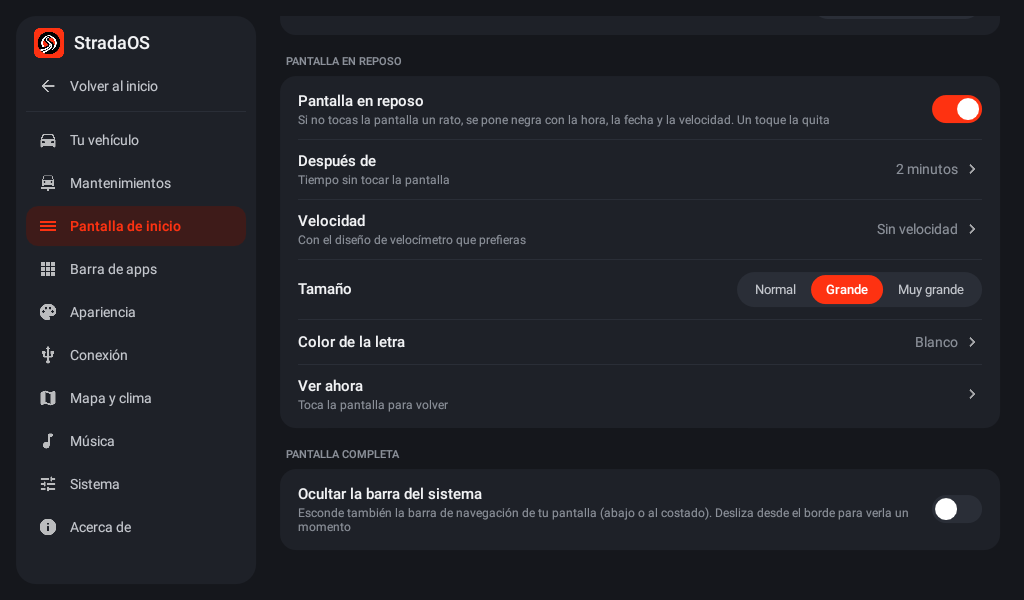 StradaOS
Volver al inicio
Tu vehículo
Mantenimientos
Pantalla de inicio
Barra de apps
Apariencia
Conexión
Mapa y clima
Música
Sistema
Acerca de
PANTALLA EN REPOSO
Pantalla en reposo
Si no tocas la pantalla un rato, se pone negra con la hora, la fecha y la velocidad. Un toque la quita
Después de
Tiempo sin tocar la pantalla
2 minutos
Velocidad
Con el diseño de velocímetro que prefieras
Sin velocidad
Tamaño
Normal Grande Muy grande
Color de la letra
Blanco
Ver ahora
Toca la pantalla para volver
PANTALLA COMPLETA
Ocultar la barra del sistema
Esconde también la barra de navegación de tu pantalla (abajo o al costado). Desliza desde el borde para verla un
momento